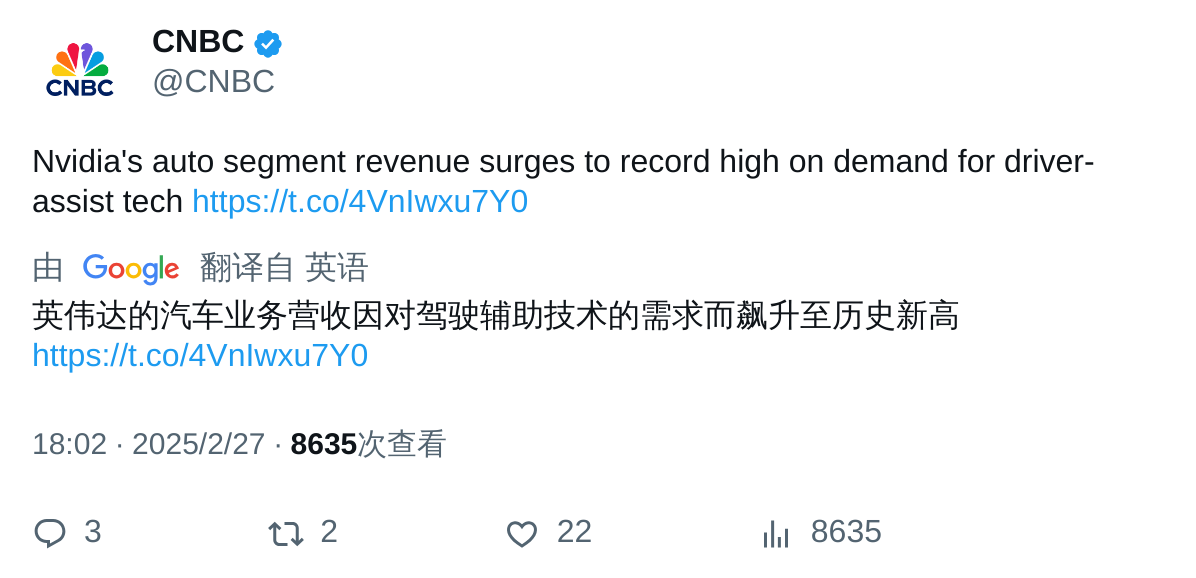 CNBC
CNBC
@CNBC
Nvidia's auto segment revenue surges to record high on demand for driver-
assist tech https://t.co/4VnIwxu7Y0
由 Google 翻译自 英语
英伟达的汽车业务营收因对驾驶辅助技术的需求而飙升至历史新高
https://t.co/4VnIwxu7Y0
18:02 · 2025/2/27 · 8635次查看
3 2 22 8635